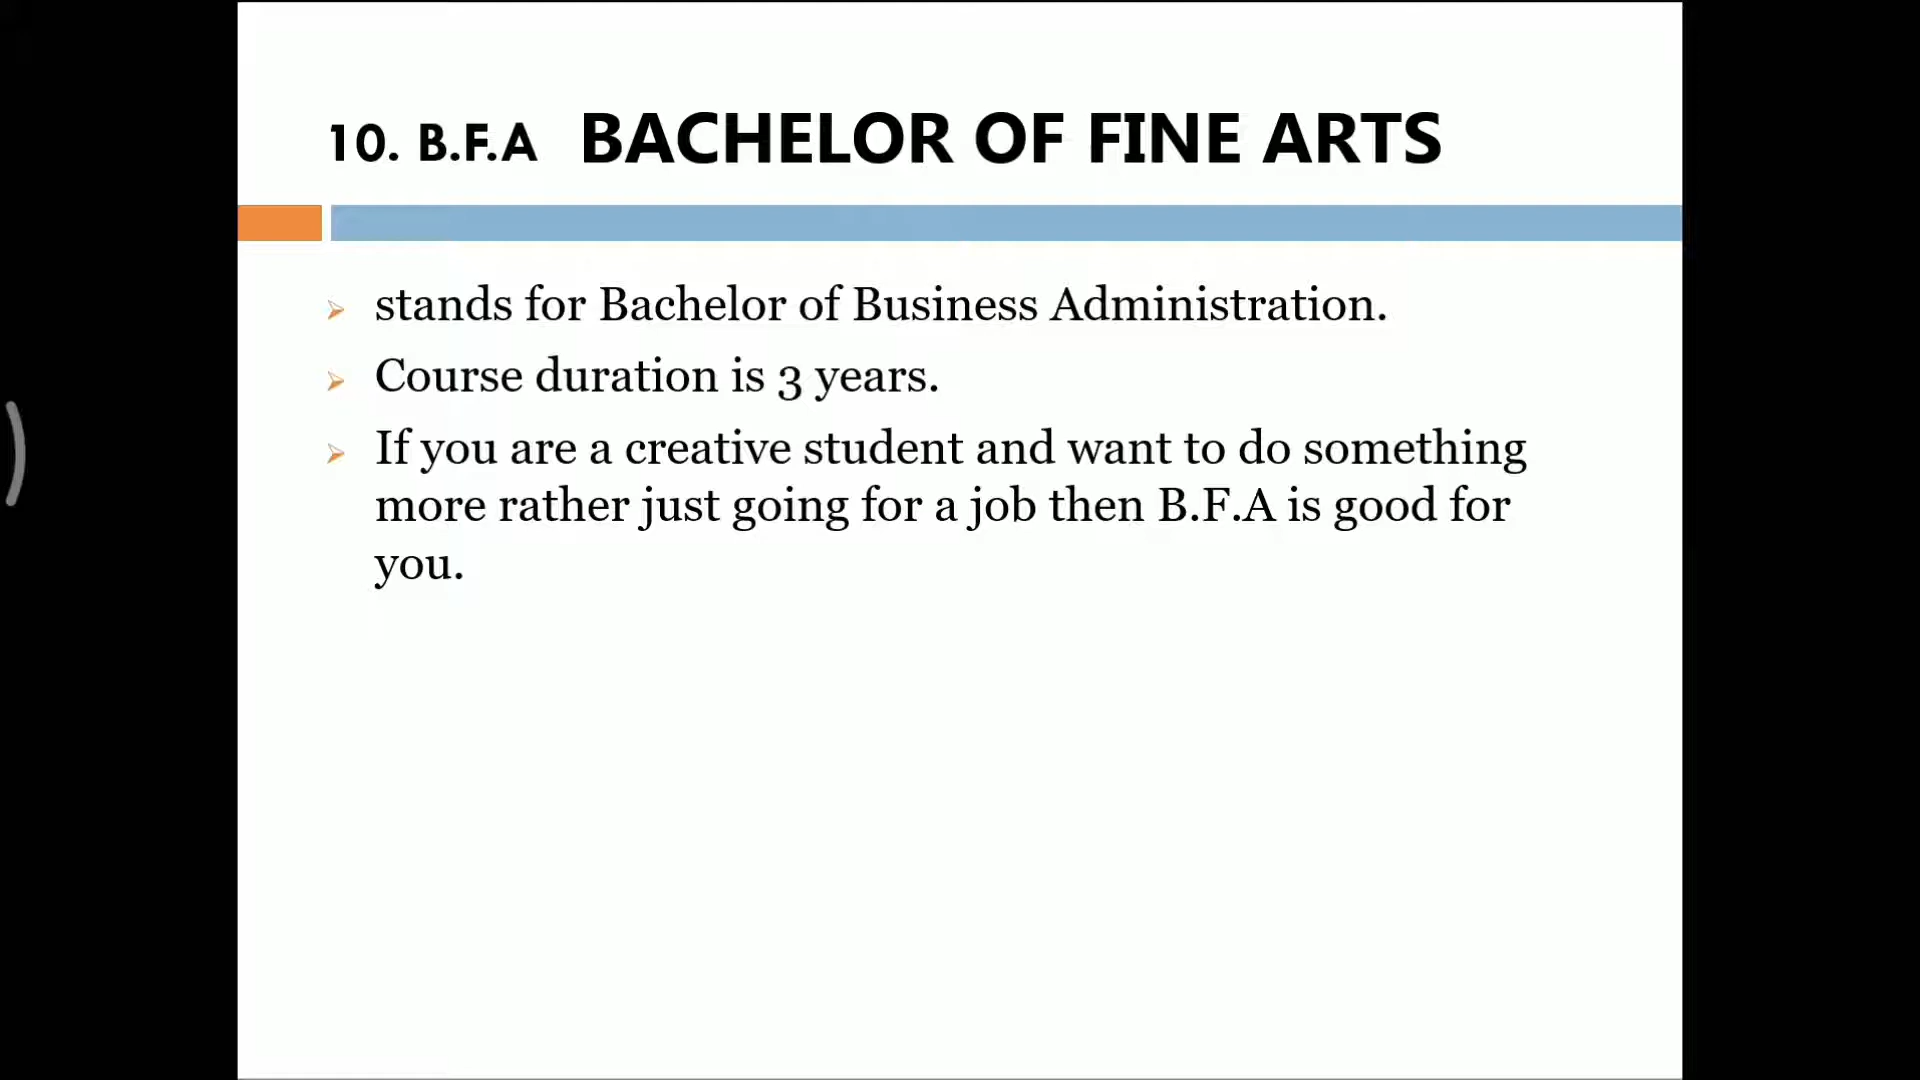 10. B.F.A BACHELOR OF FINE ARTS
stands for Bachelor of Business Administration.
Course duration is 3 years.
If you are a creative student and want to do something
more rather just going for a job then B.F.A is good for
you.